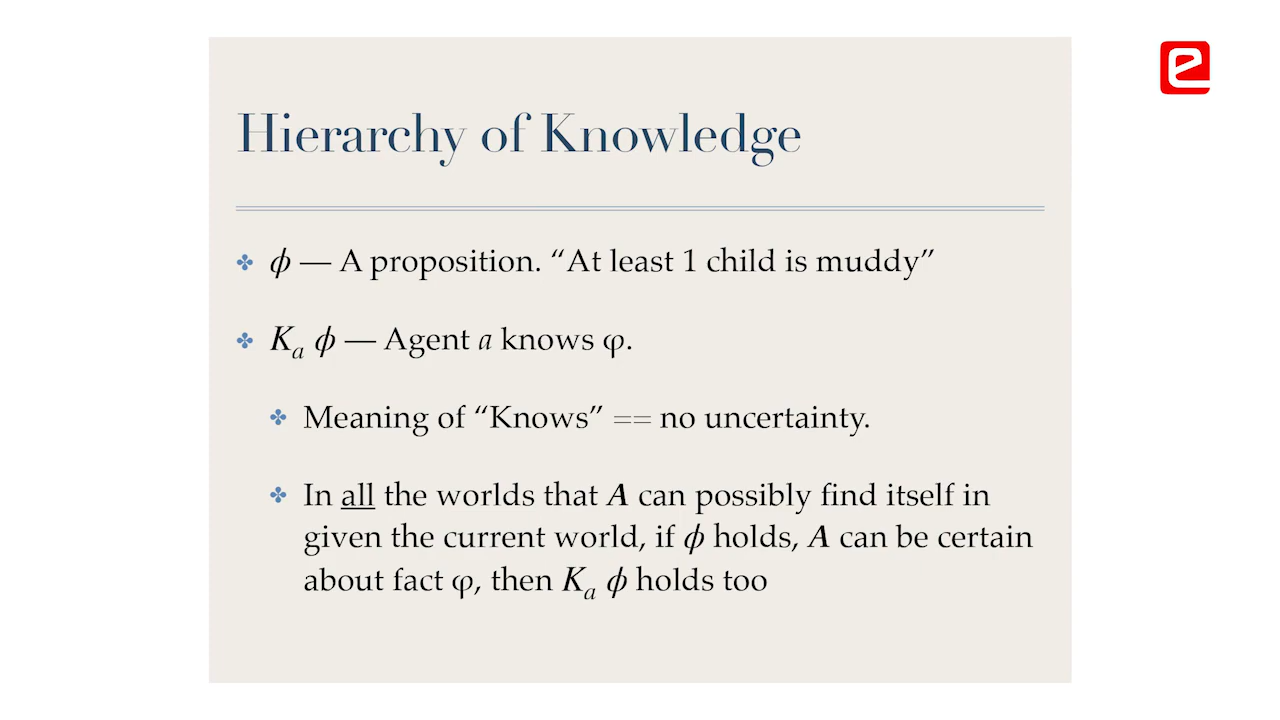 Hierarchy of Knowledge
ϕ — A proposition. “At least 1 child is muddy”
Kₐ ϕ — Agent a knows φ.
Meaning of “Knows” == no uncertainty.
In all the worlds that A can possibly find itself in
given the current world, if ϕ holds, A can be certain
about fact φ, then Kₐ ϕ holds too